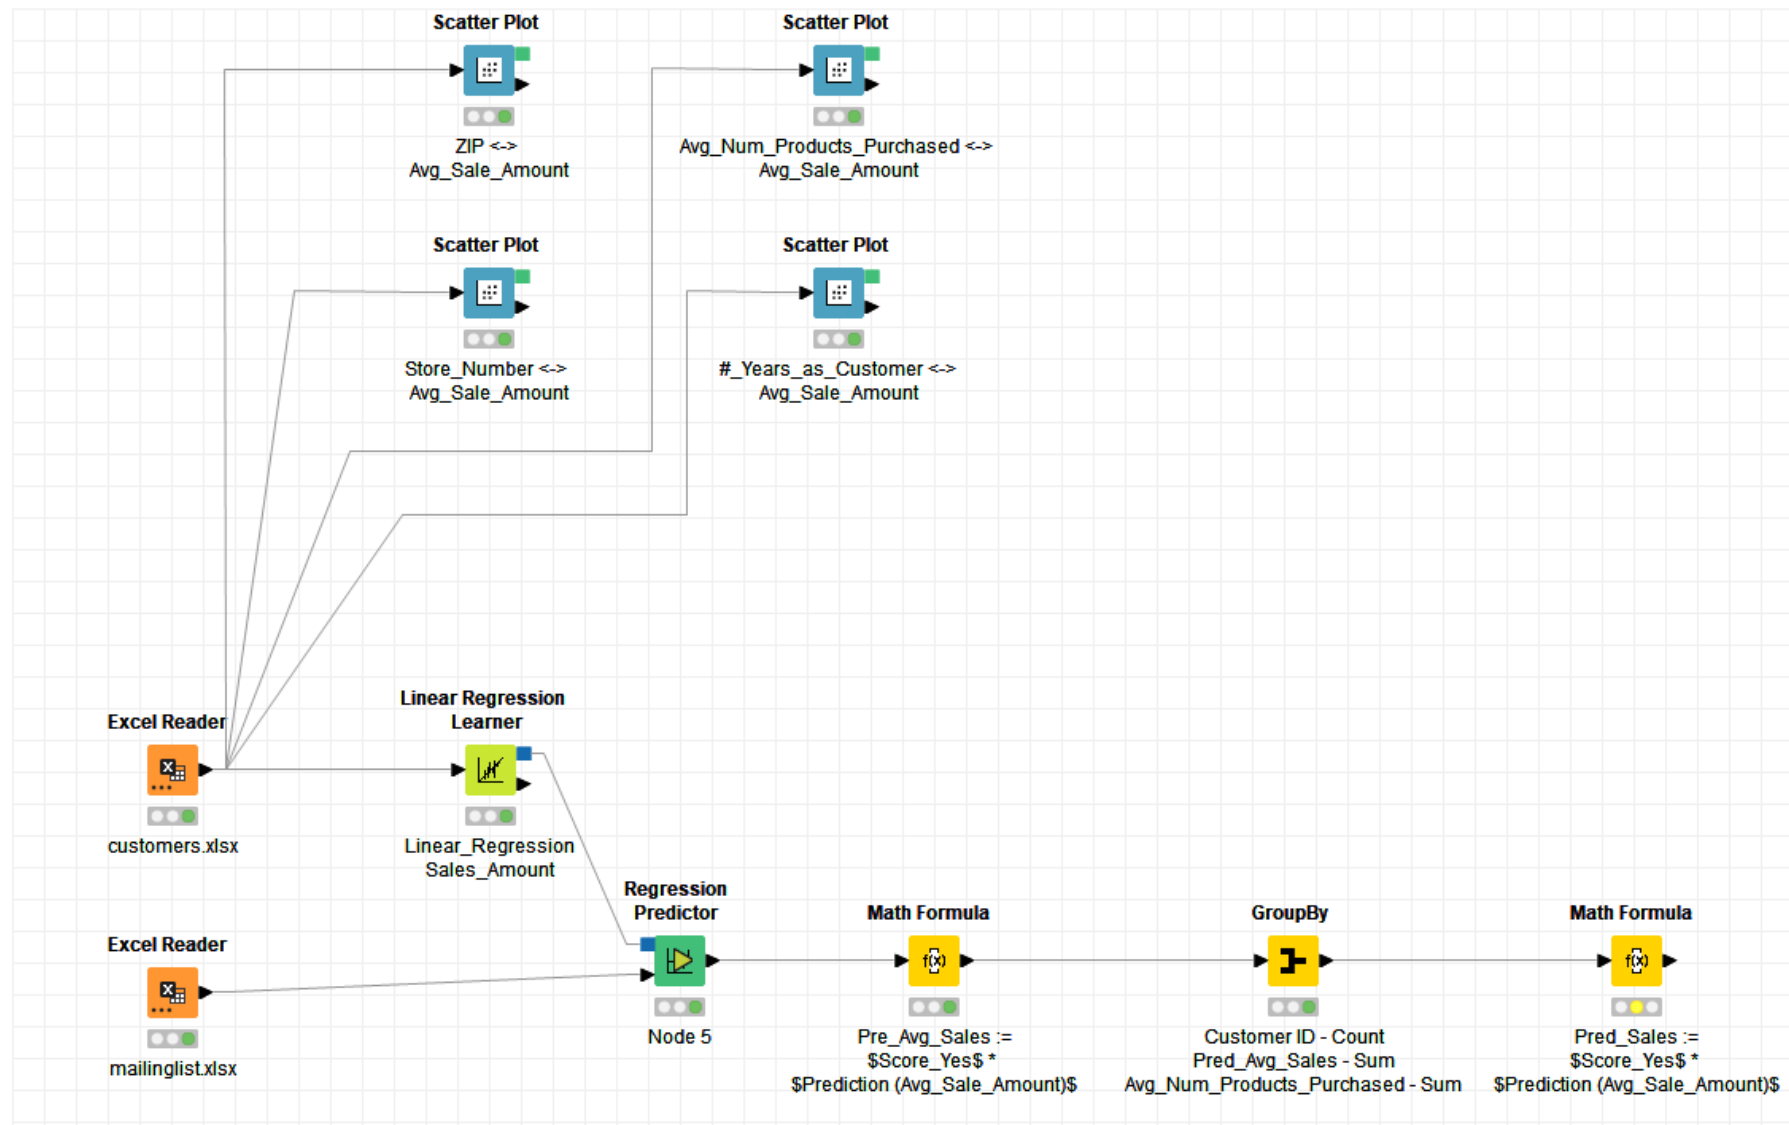 Scatter Plot
ZIP <->
Avg_Sale_Amount
Scatter Plot
Avg_Num_Products_Purchased <->
Avg_Sale_Amount
Scatter Plot
Store_Number <->
Avg_Sale_Amount
Scatter Plot
#_Years_as_Customer <->
Avg_Sale_Amount
Excel Reader
customers.xlsx
Linear Regression
Learner
Linear_Regression
Sales_Amount
Excel Reader
mailinglist.xlsx
Regression
Predictor
Node 5
Math Formula
f(x)
Pre_Avg_Sales :=
$Score_Yes$ *
$Prediction (Avg_Sale_Amount)$
GroupBy
Customer ID - Count
Pred_Avg_Sales - Sum
Avg_Num_Products_Purchased - Sum
Math Formula
f(x)
Pred_Sales :=
$Score_Yes$ *
$Prediction (Avg_Sale_Amount)$